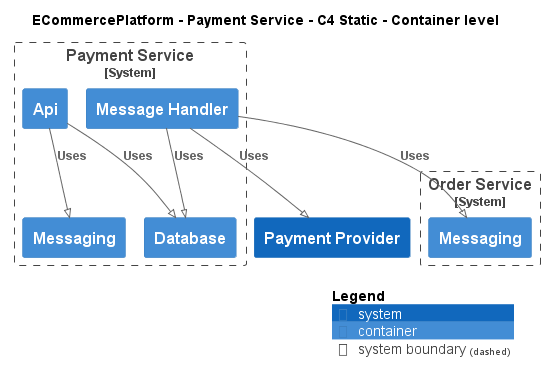 ECommercePlatform - Payment Service - C4 Static - Container level
Payment Service
[System]
Api
Message Handler
Uses
Uses
Uses
Uses
Uses
Order Service
[System]
Messaging
Database
Payment Provider
Messaging
Legend
system
container
system boundary (dashed)